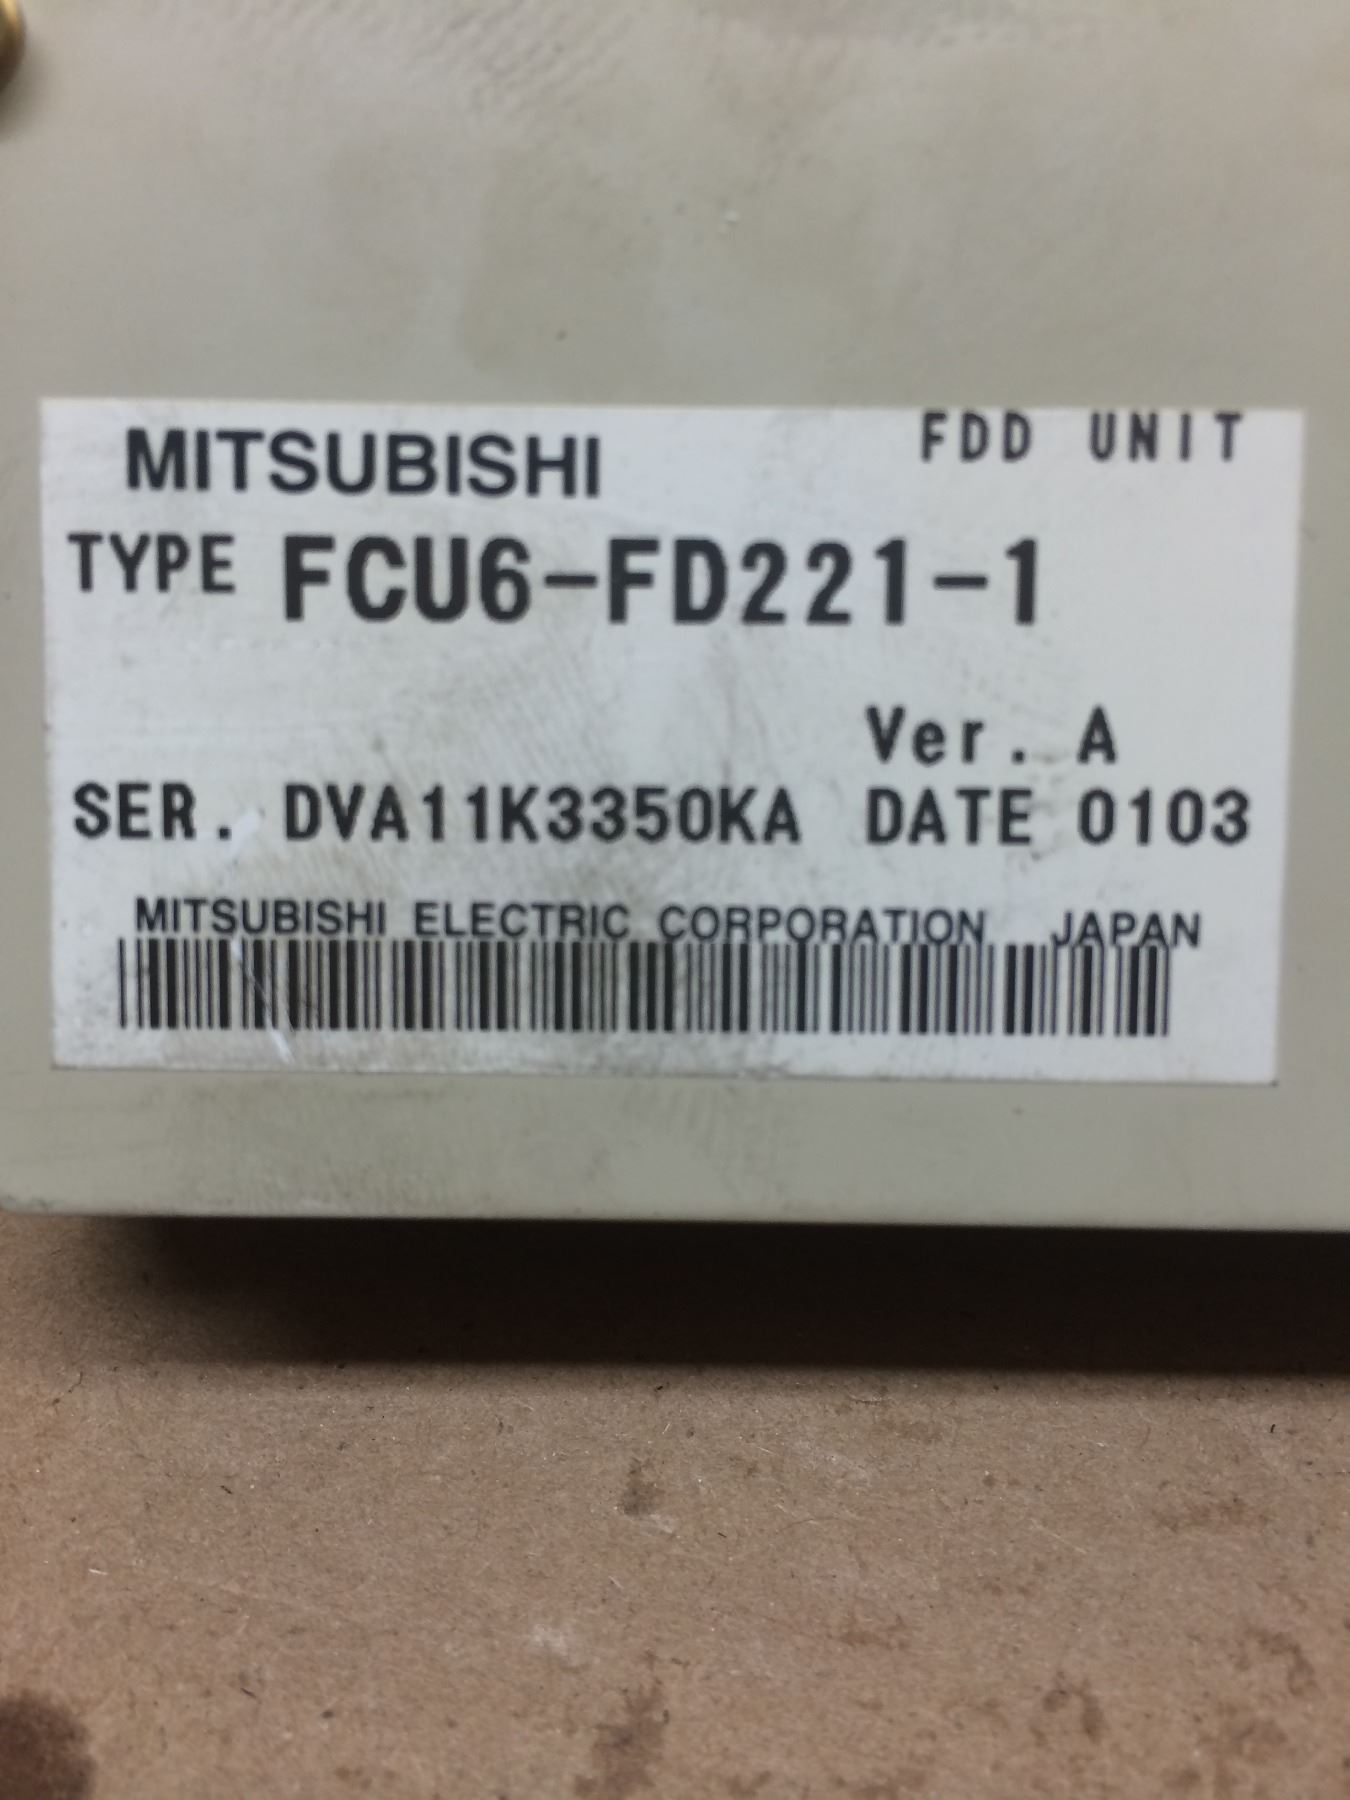 MITSUBISHI FDD UNIT
TYPE FCU6-FD221-1
Ver. A
SER. DVA11K3350KA DATE 0103
MITSUBISHI ELECTRIC CORPORATION JAPAN